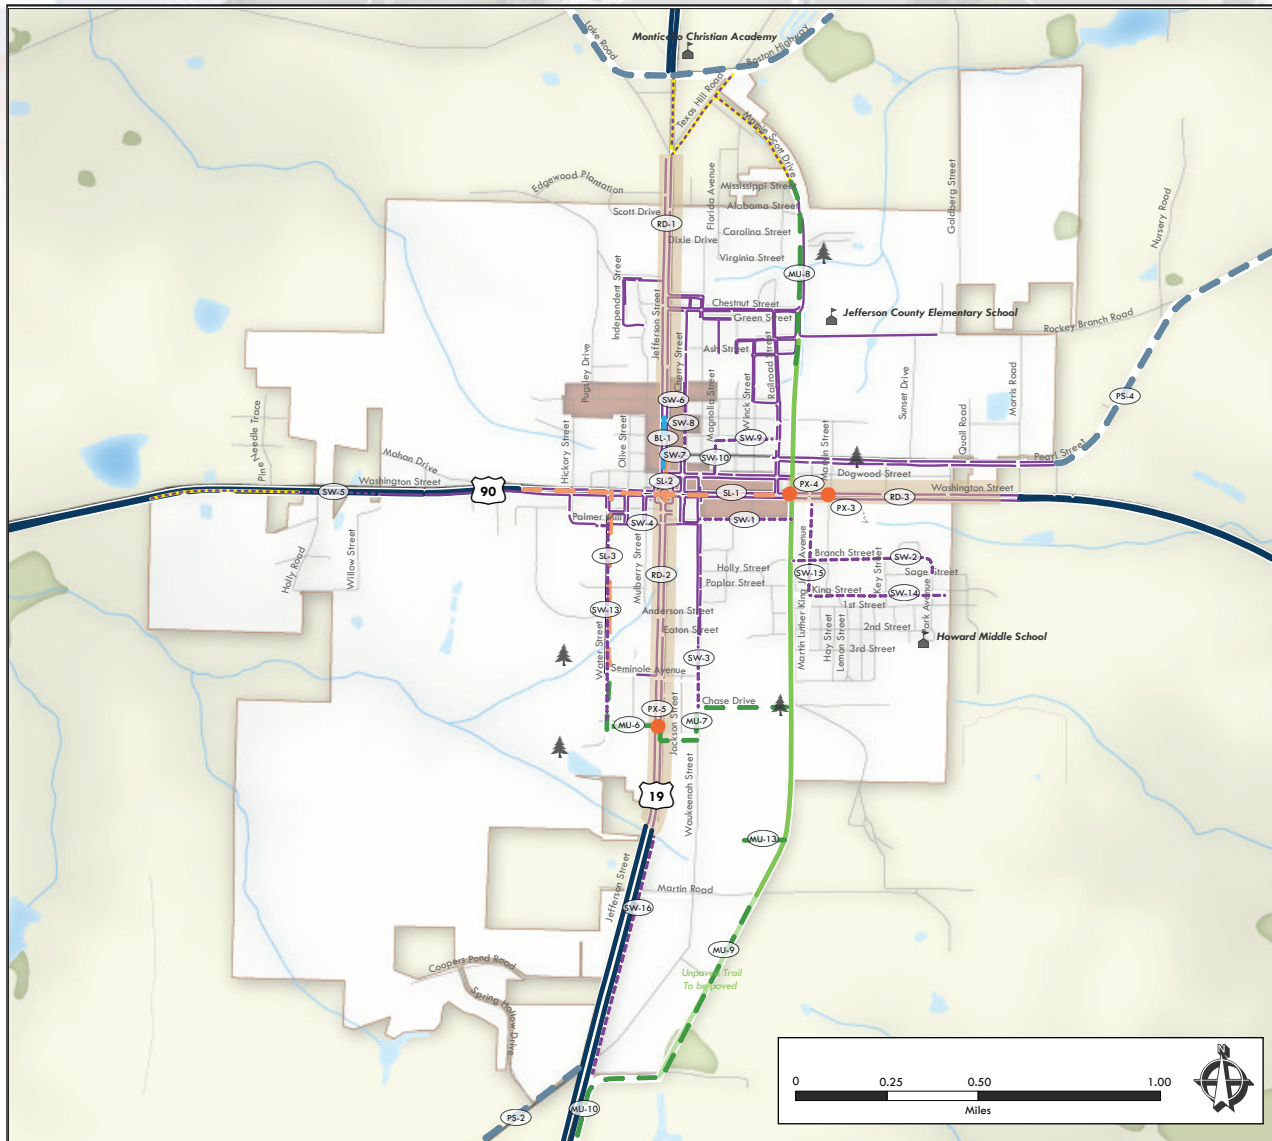 Lake Road
Monticello Christian Academy
Boston Highway
Texas Hill Road
Mamie Scott Drive
Edgewood Plantation
Florida Avenue
Mississippi Street
Goldberg Street
Nursery Road
Scott Drive
Alabama Street
RD-1
Carolina Street
Dixie Drive
Virginia Street
Independent Street
MU-8
Jefferson Street
Chestnut Street
Jefferson County Elementary School
Green Street
Rockey Branch Road
Cherry Street
Ash Street
Railroad Street
Pugsley Drive
Magnolia Street
Winck Street
Sunset Drive
Morris Road
PS-4
SW-6
Pine Needle Trace
Hickory Street
Olive Street
SW-8
BL-1
SW-9
Quail Road
Mahan Drive
SW-7
SW-10
Pearl Street
Dogwood Street
Washington Street
SL-2
PX-4
Washington Street
SW-5
90
SL-1
RD-3
PX-3
Palmer Mill
SW-4
SW-1
Holly Road
Willow Street
SL-3
Mulberry Street
RD-2
Holly Street
Poplar Street
Branch Street
SW-2
Key Street
Sage Street
SW-15
King Street
SW-14
Park Avenue
SW-13
Anderson Street
1st Street
Martin Luther King Jr Avenue
Hay Street
Lemon Street
2nd Street
Howard Middle School
Eaton Street
3rd Street
Water Street
SW-3
Seminole Avenue
Chase Drive
PX-5
MU-6
Jackson Street
MU-7
Waukeenah Street
19
MU-13
Jefferson Street
Martin Road
SW-16
MU-9
Coopers Pond Road
Unpaved Trail
To be paved
Spring Hollow Drive
PS-2
MU-10
N
0 0.25 0.50 1.00
Miles